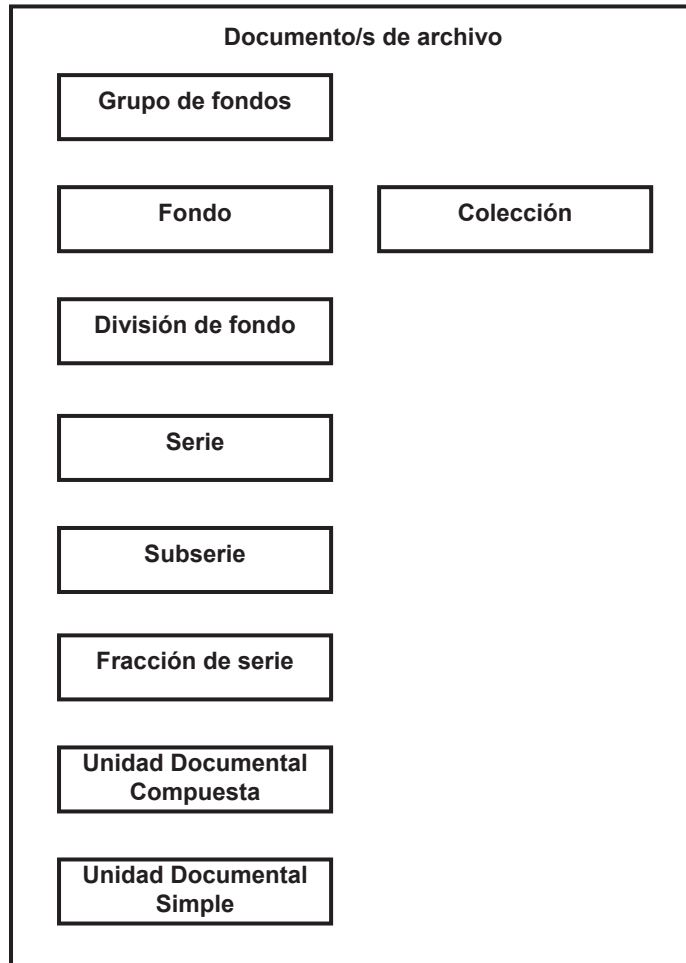 Documento/s de archivo
Grupo de fondos
Fondo
Colección
División de fondo
Serie
Subserie
Fracción de serie
Unidad Documental
Compuesta
Unidad Documental
Simple